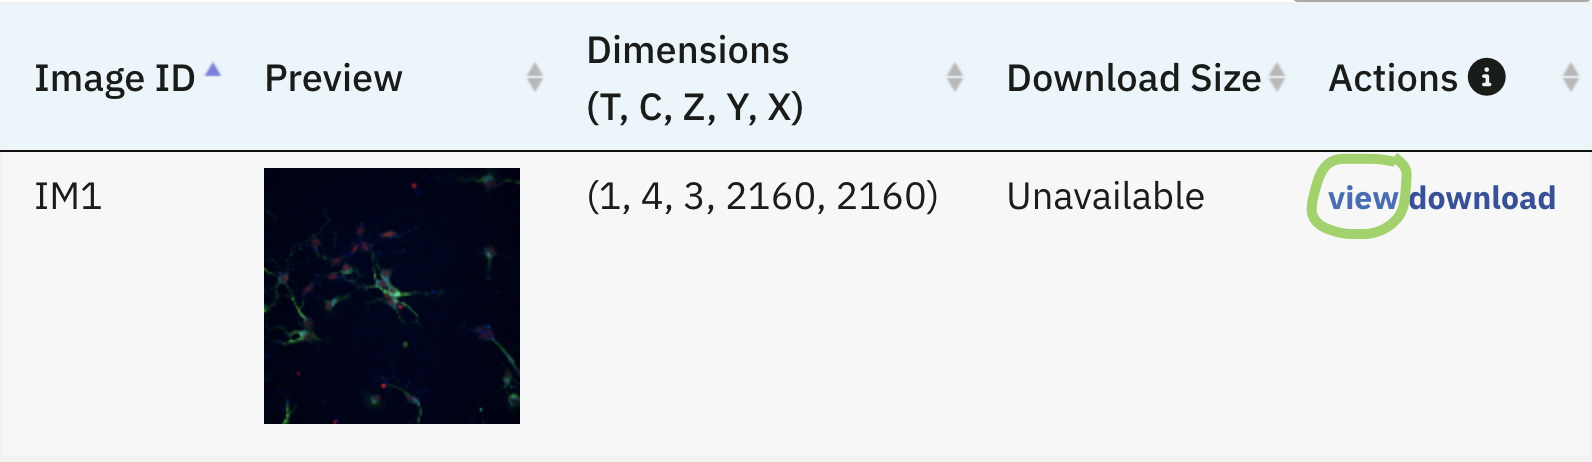 Image ID Preview Dimensions (T, C, Z, Y, X) Download Size Actions
IM1 (1, 4, 3, 2160, 2160) Unavailable view download